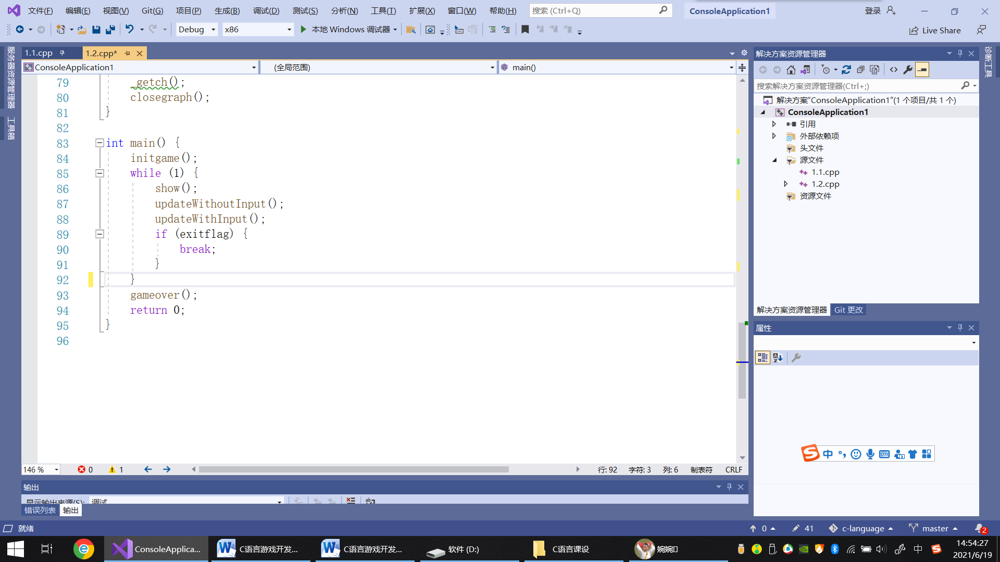 文件(F) 编辑(E) 视图(V) Git(G) 项目(P) 生成(B) 调试(D) 测试(S) 分析(N) 工具(T) 扩展(X) 窗口(W) 帮助(H) 搜索 (Ctrl+Q) ConsoleApplication1 登录
Debug x86 本地 Windows 调试器 Live Share
服务器资源管理器
工具箱
1.1.cpp 1.2.cpp*
ConsoleApplication1 (全局范围) main()
79 _getch();
80 closegraph();
81 }
82
83 int main() {
84 initgame();
85 while (1) {
86 show();
87 updateWithoutInput();
88 updateWithInput();
89 if (exitflag) {
90 break;
91 }
92 }
93 gameover();
94 return 0;
95 }
96
146 % 0 1 行: 92 字符: 3 列: 6 制表符 CRLF
输出
显示输出来源(S): 调试
错误列表 输出
解决方案资源管理器
搜索解决方案资源管理器(Ctrl+;)
解决方案"ConsoleApplication1"(1 个项目/共 1 个)
ConsoleApplication1
引用
外部依赖项
头文件
源文件
1.1.cpp
1.2.cpp
资源文件
解决方案资源管理器 Git 更改
属性
诊断工具
中
就绪 0 41 c-language master 2
ConsoleApplica... C语言游戏开发... C语言游戏开发... 软件 (D:) C语言课设 婉婉 中 14:54:27
2021/6/19